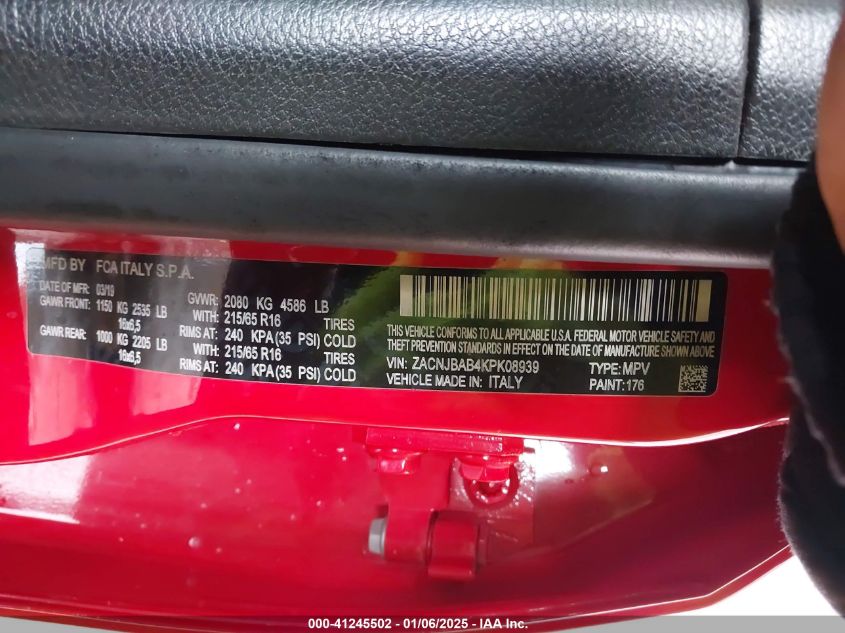 MFD BY FCA ITALY S.P.A.
DATE OF MFR: 03/19
GAWR FRONT: 1150 KG 2535 LB
16x6,5
GAWR REAR: 1000 KG 2205 LB
16x6,5
GVWR: 2080 KG 4586 LB
WITH: 215/65 R16 TIRES
RIMS AT: 240 KPA (35 PSI) COLD
WITH: 215/65 R16 TIRES
RIMS AT: 240 KPA (35 PSI) COLD
THIS VEHICLE CONFORMS TO ALL APPLICABLE U.S.A. FEDERAL MOTOR VEHICLE SAFETY AND
THEFT PREVENTION STANDARDS IN EFFECT ON THE DATE OF MANUFACTURE SHOWN ABOVE
VIN: ZACNJBAB4KPK08939 TYPE: MPV
VEHICLE MADE IN: ITALY PAINT: 176
000-41245502 - 01/06/2025 - IAA Inc.